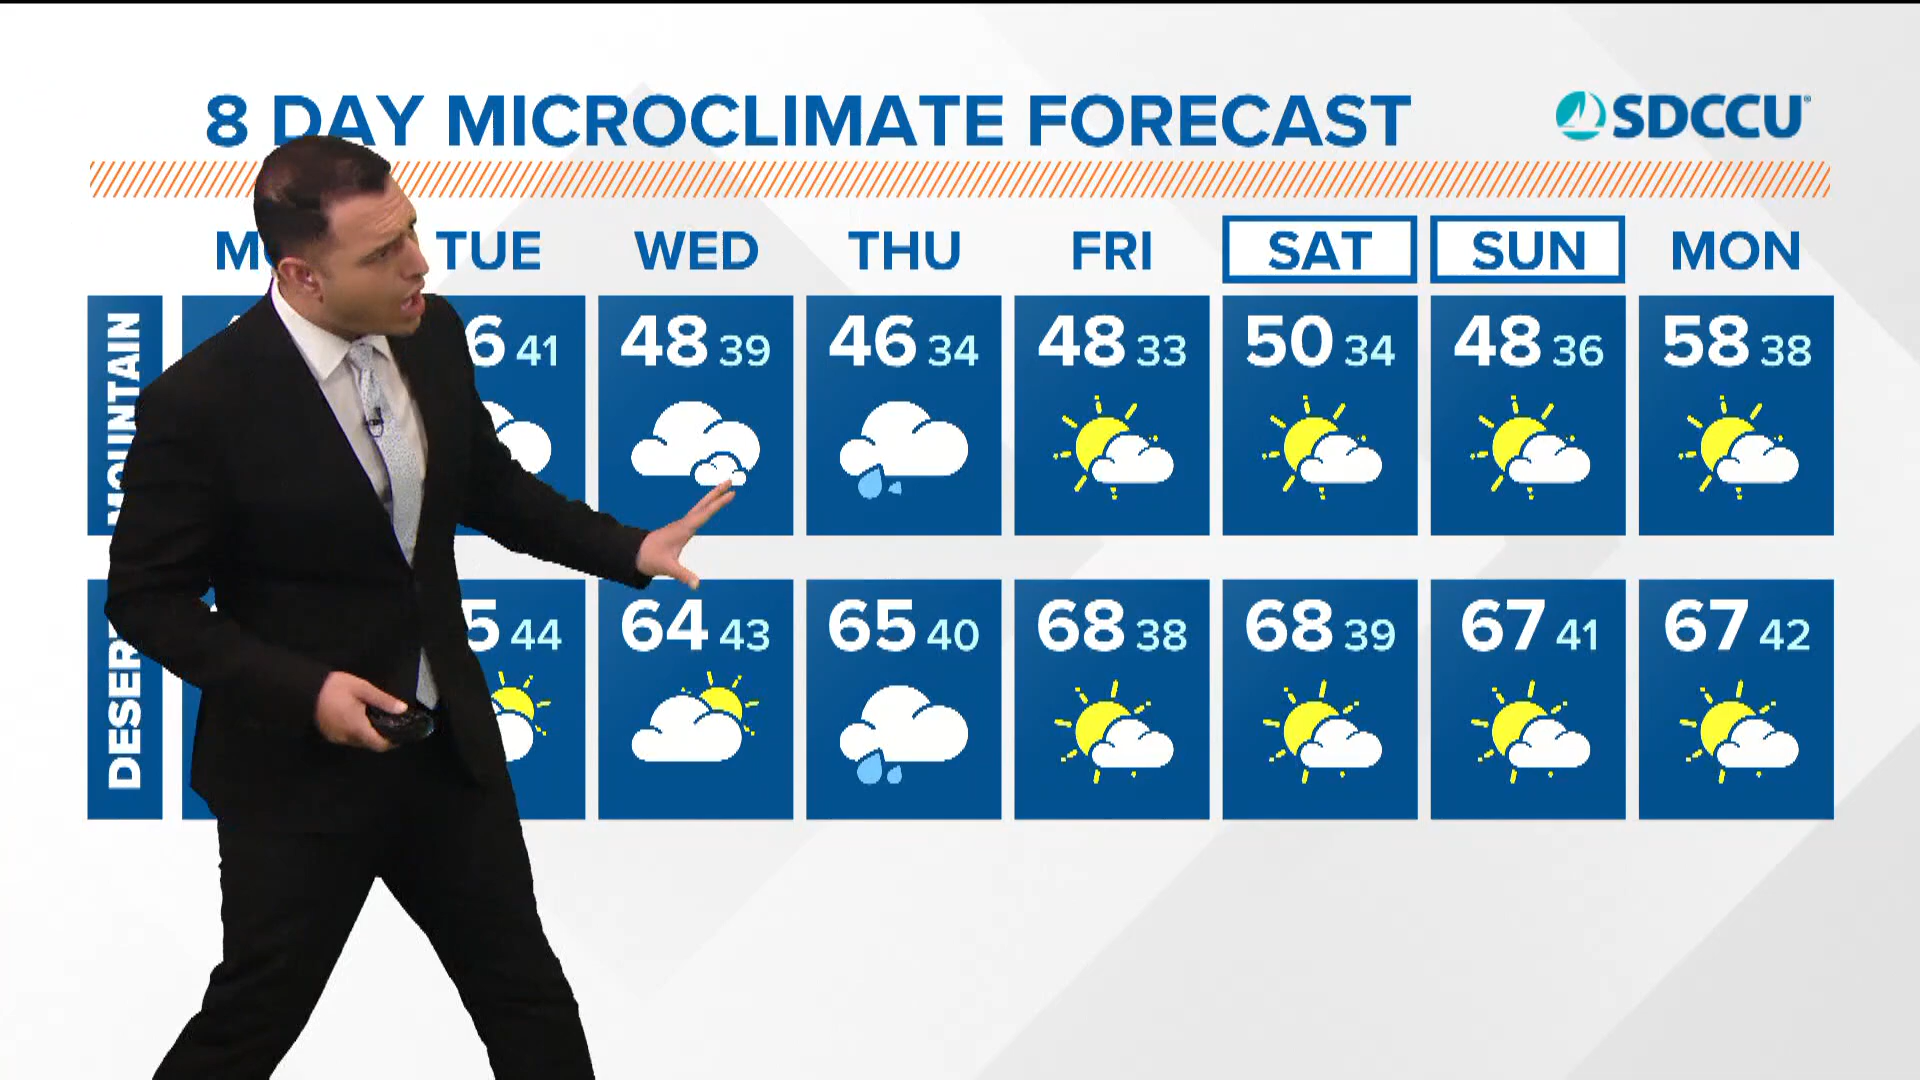 8 DAY MICROCLIMATE FORECAST
SDCCU®
TUE WED THU FRI SAT SUN MON
MOUNTAIN
41 48 39 46 34 48 33 50 34 48 36 58 38
DESERT
44 64 43 65 40 68 38 68 39 67 41 67 42